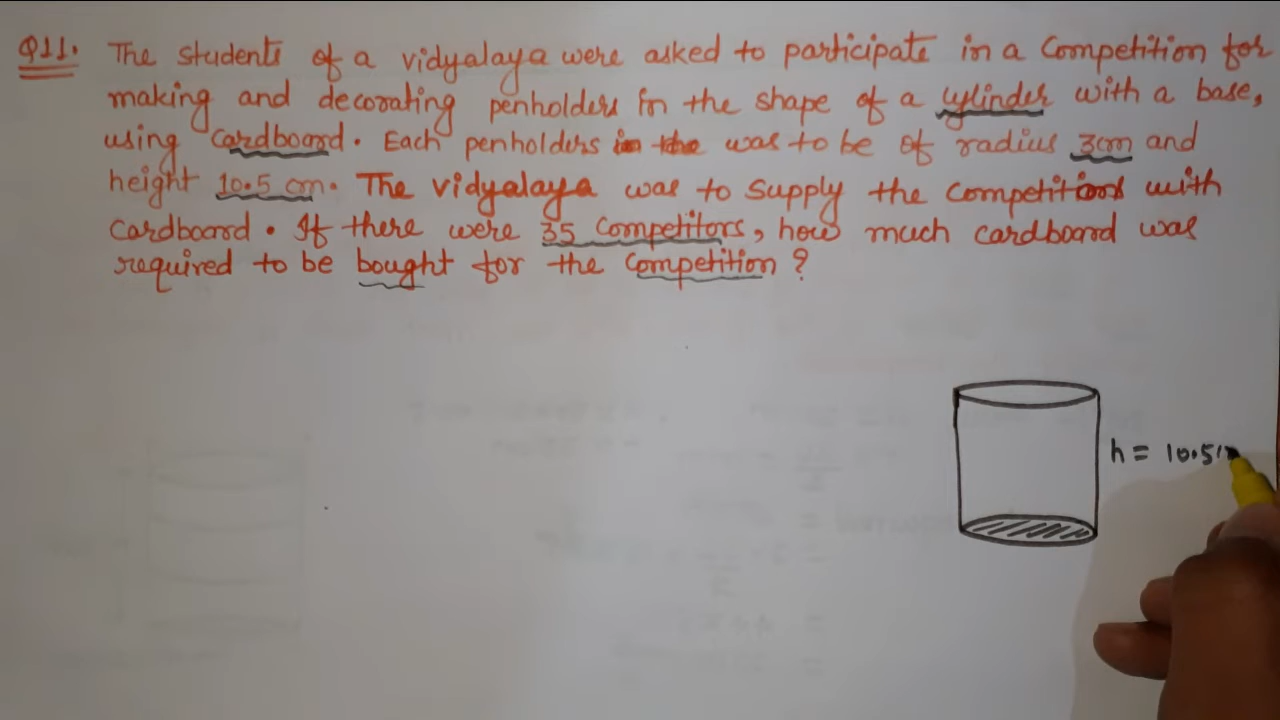 Q11. The students of a vidyalaya were asked to participate in a Competition for
making and decorating penholders in the shape of a cylinder with a base,
using cardboard. Each penholders in the was to be of radius 3cm and
height 10.5 cm. The vidyalaya was to supply the competitors with
cardboard. If there were 35 Competitors, how much cardboard was
required to be bought for the Competition ?
h = 10.5